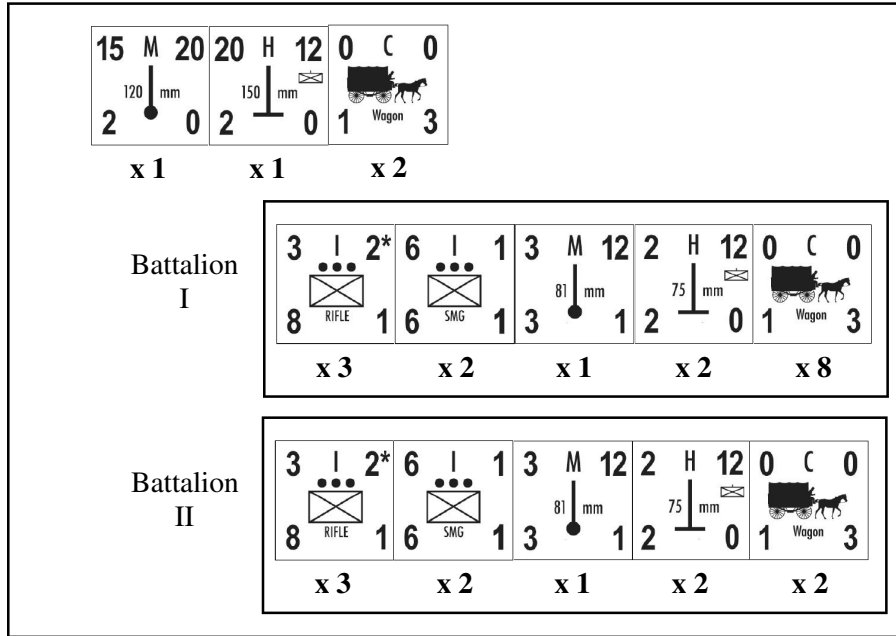 15 M 20 20 H 12 0 C 0
120 mm 150 mm
2 0 2 0 1 Wagon 3
x 1 x 1 x 2
Battalion
I
3 I 2* 6 I 1 3 M 12 2 H 12 0 C 0
81 mm 75 mm
8 RIFLE 1 6 SMG 1 3 1 2 0 1 Wagon 3
x 3 x 2 x 1 x 2 x 8
Battalion
II
3 I 2* 6 I 1 3 M 12 2 H 12 0 C 0
81 mm 75 mm
8 RIFLE 1 6 SMG 1 3 1 2 0 1 Wagon 3
x 3 x 2 x 1 x 2 x 2